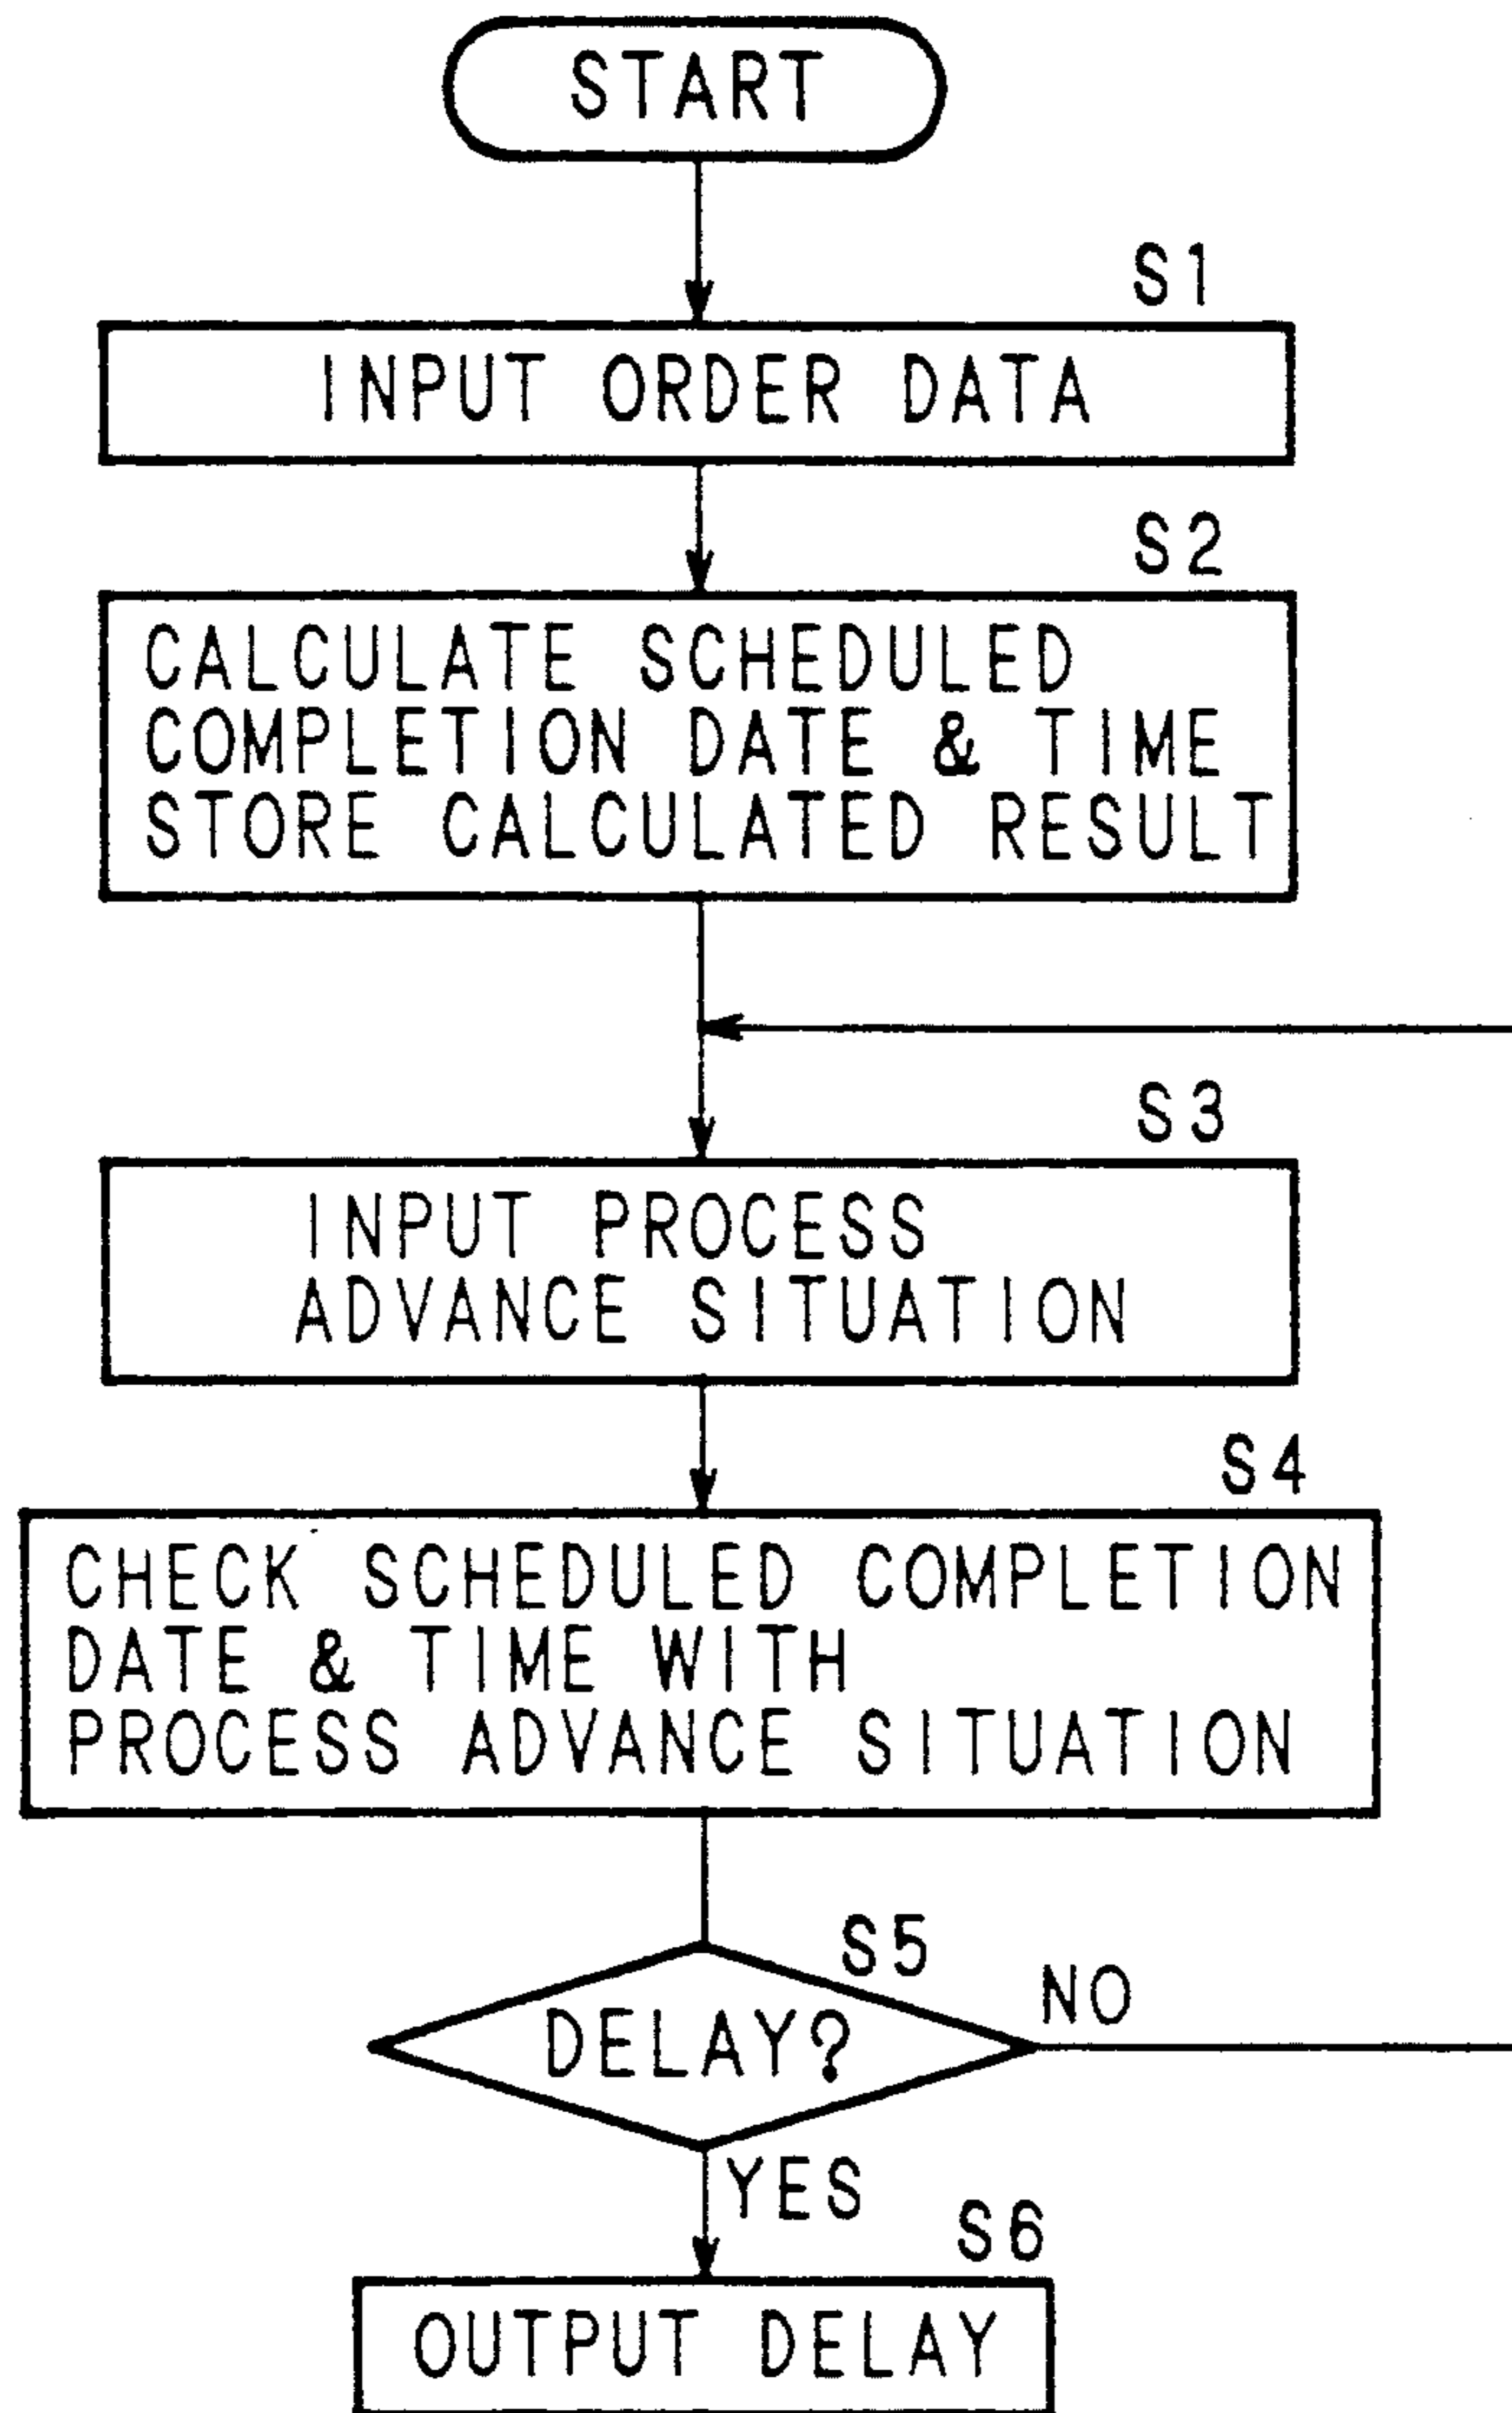 START
S1
INPUT ORDER DATA
S2
CALCULATE SCHEDULED
COMPLETION DATE & TIME
STORE CALCULATED RESULT
S3
INPUT PROCESS
ADVANCE SITUATION
S4
CHECK SCHEDULED COMPLETION
DATE & TIME WITH
PROCESS ADVANCE SITUATION
S5
NO
DELAY?
YES
S6
OUTPUT DELAY